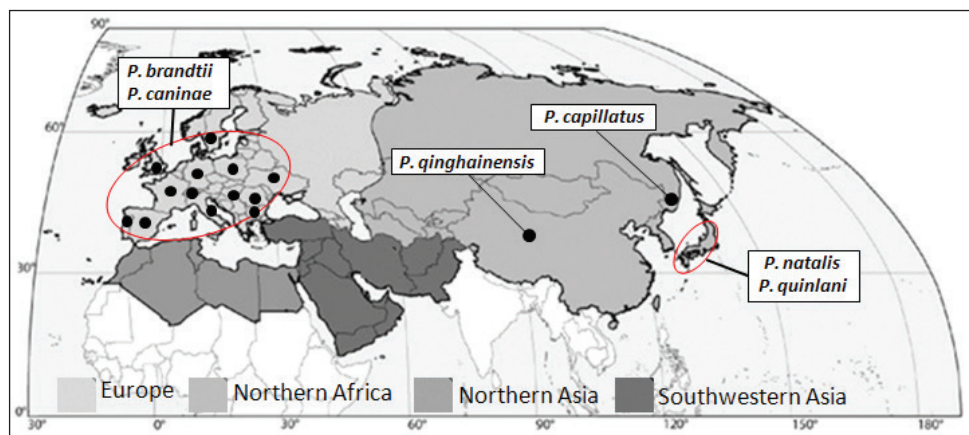 90°
P. brandtii
P. caninae
P. capillatus
60°
P. qinghainensis
30°
P. natalis
P. quinlani
Europe
Northern Africa
Northern Asia
Southwestern Asia
0°
30°
0°
30°
60°
90°
120°
150°
180°